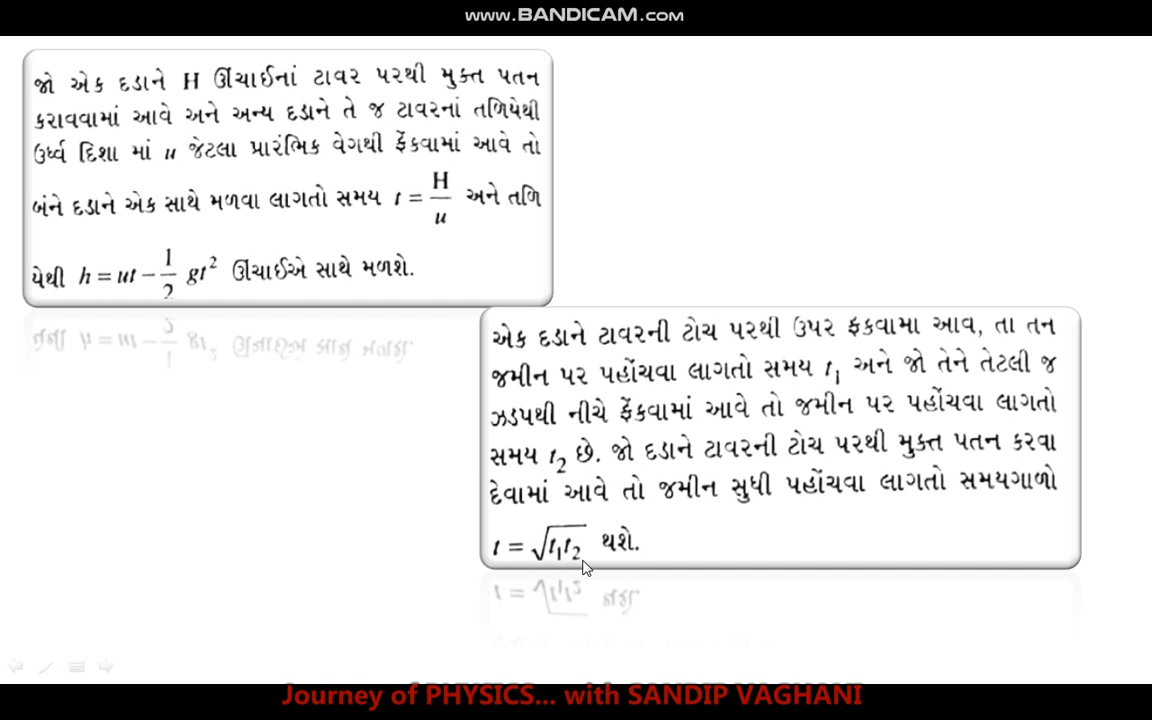 www.BANDICAM.com
જો એક દડાને H ઊંચાઈનાં ટાવર પરથી મુક્ત પતન
કરાવવામાં આવે અને અન્ય દડાને તે જ ટાવરનાં તળિયેથી
ઉર્ધ્વ દિશા માં u જેટલા પ્રારંભિક વેગથી ફેંકવામાં આવે તો
બંને દડાને એક સાથે મળવા લાગતો સમય t = H/u અને તળિ
યેથી h = ut − 1/2 gt² ઊંચાઈએ સાથે મળશે.
એક દડાને ટાવરની ટોચ પરથી ઉપર ફકવામા આવ, તા તન
જમીન પર પહોંચવા લાગતો સમય t₁ અને જો તેને તેટલી જ
ઝડપથી નીચે ફેંકવામાં આવે તો જમીન પર પહોંચવા લાગતો
સમય t₂ છે. જો દડાને ટાવરની ટોચ પરથી મુક્ત પતન કરવા
દેવામાં આવે તો જમીન સુધી પહોંચવા લાગતો સમયગાળો
t = √t₁t₂ થશે.
Journey of PHYSICS... with SANDIP VAGHANI